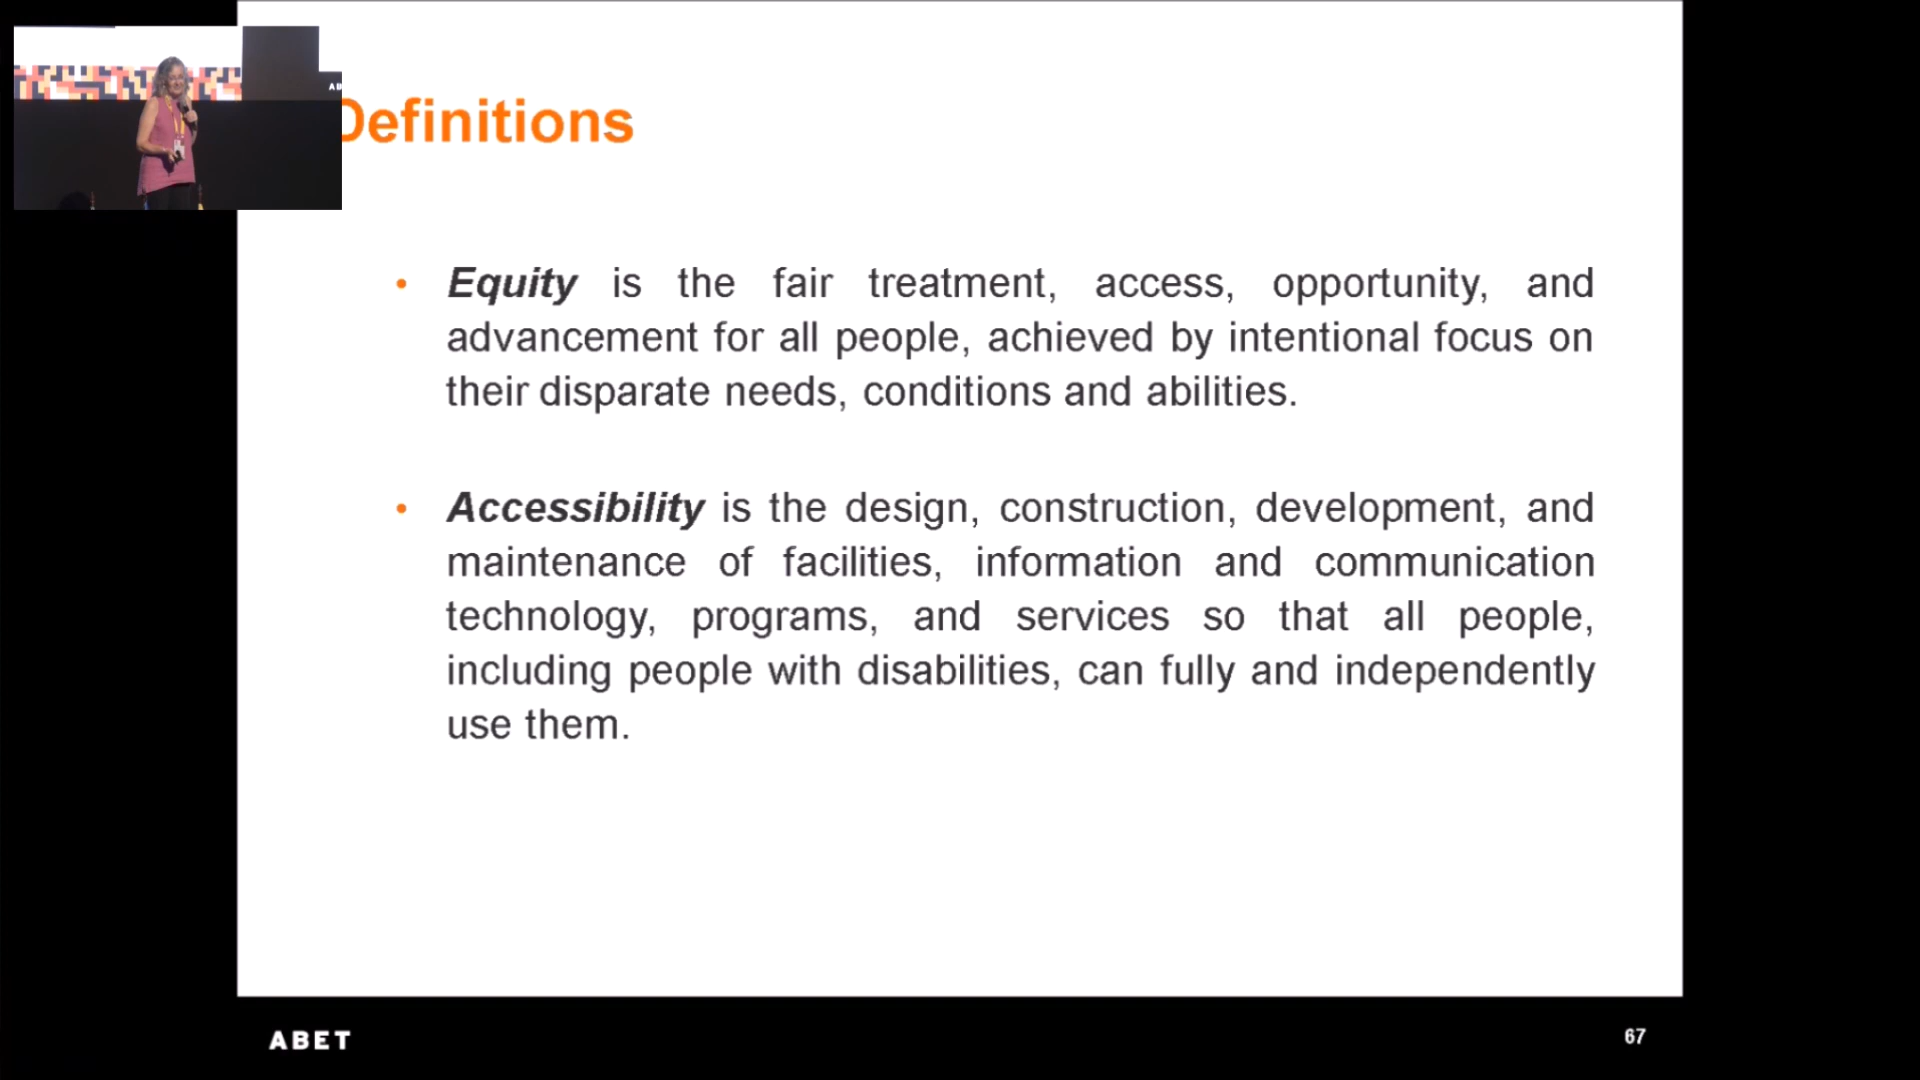 Definitions
• Equity is the fair treatment, access, opportunity, and
advancement for all people, achieved by intentional focus on
their disparate needs, conditions and abilities.
• Accessibility is the design, construction, development, and
maintenance of facilities, information and communication
technology, programs, and services so that all people,
including people with disabilities, can fully and independently
use them.
ABET
67